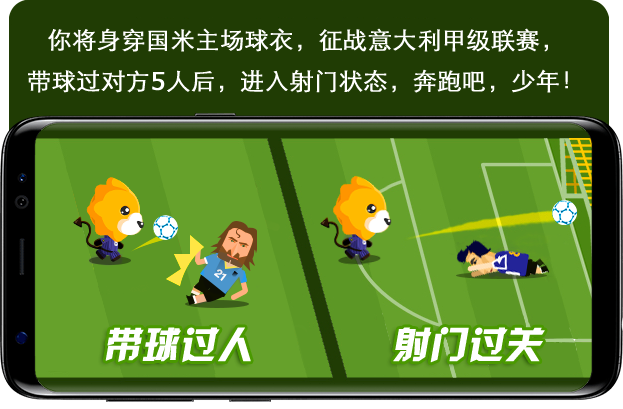 你将身穿国米主场球衣，征战意大利甲级联赛，
带球过对方5人后，进入射门状态，奔跑吧，少年！
21
带球过人
射门过关